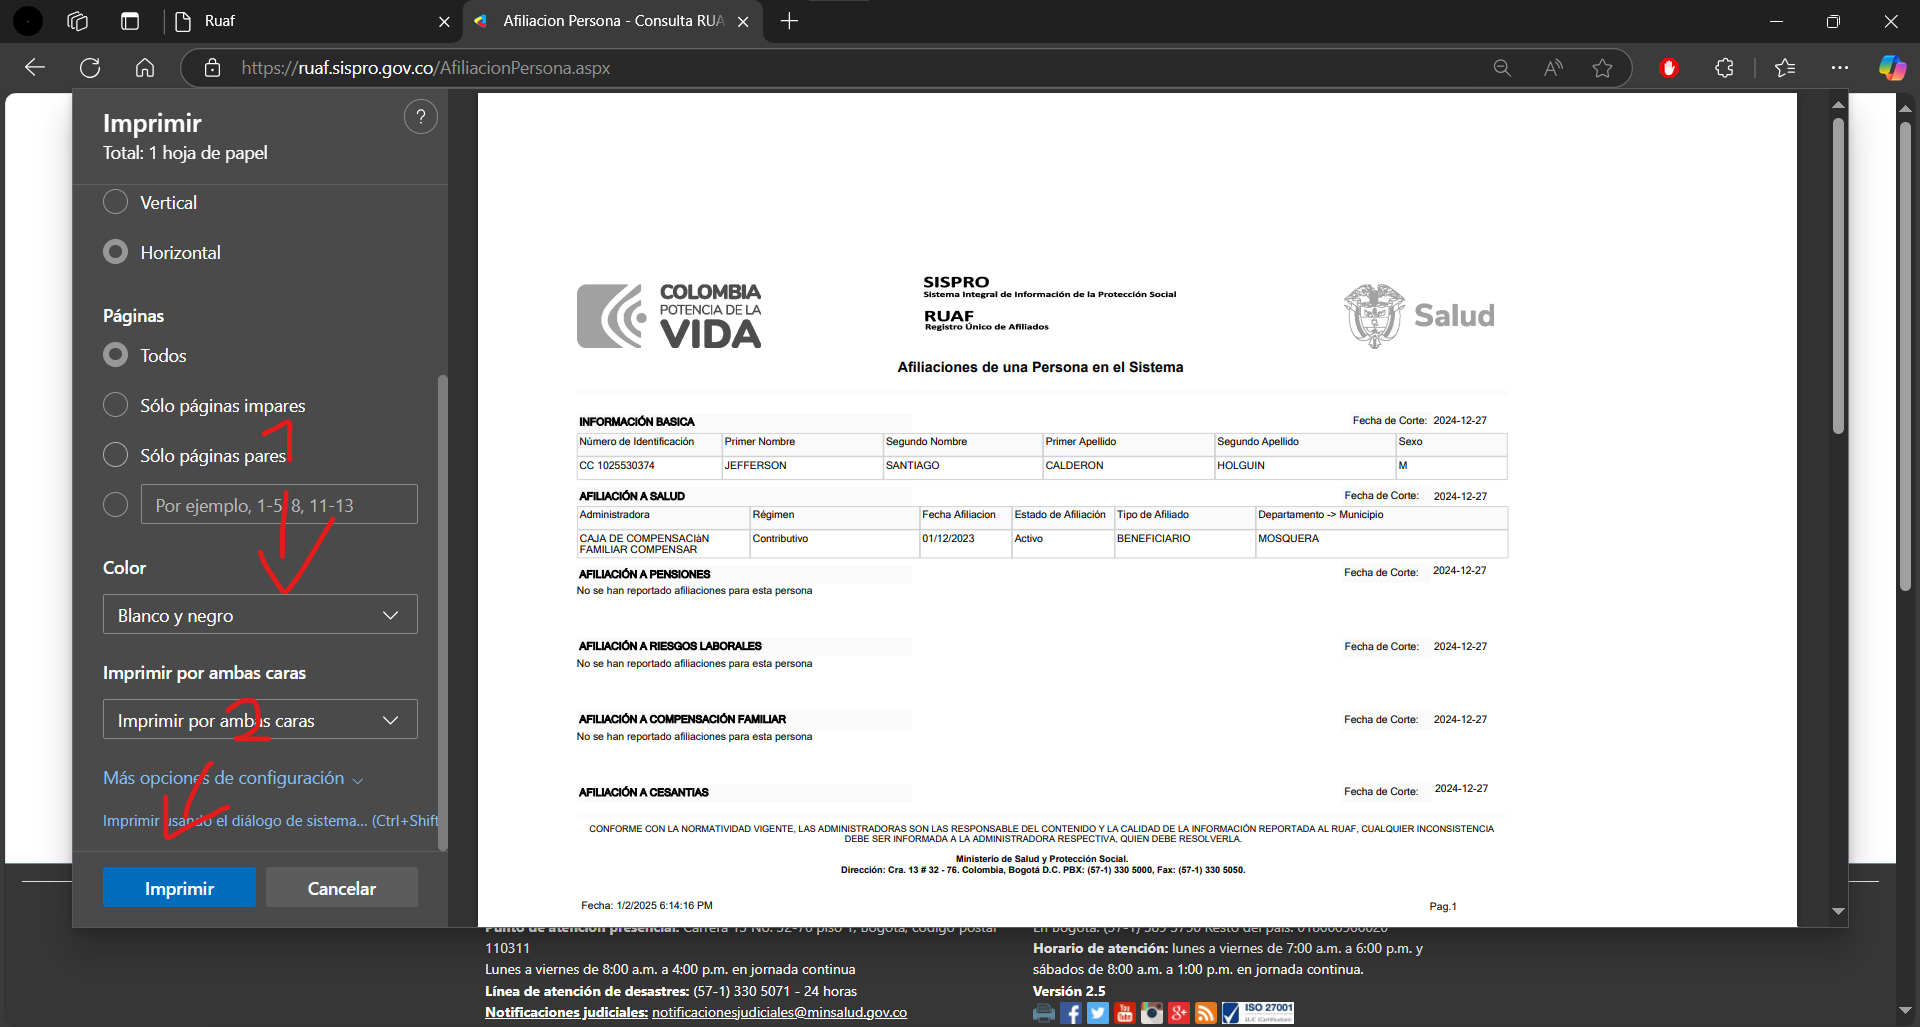 Ruaf
Afiliacion Persona - Consulta RUA
https://ruaf.sispro.gov.co/AfiliacionPersona.aspx
Imprimir
?
Total: 1 hoja de papel
Vertical
Horizontal
Páginas
Todos
Sólo páginas impares
1
Sólo páginas pares
Por ejemplo, 1-5, 8, 11-13
Color
Blanco y negro
Imprimir por ambas caras
Imprimir por ambas caras
2
Más opciones de configuración
Imprimir usando el diálogo de sistema... (Ctrl+Shift
Imprimir
Cancelar
COLOMBIA
POTENCIA DE LA
VIDA
SISPRO
Sistema Integral de Información de la Protección Social
RUAF
Registro Único de Afiliados
Salud
Afiliaciones de una Persona en el Sistema
INFORMACIÓN BASICA Fecha de Corte: 2024-12-27
Número de Identificación Primer Nombre Segundo Nombre Primer Apellido Segundo Apellido Sexo
CC 1025530374 JEFFERSON SANTIAGO CALDERON HOLGUIN M
AFILIACIÓN A SALUD Fecha de Corte: 2024-12-27
Administradora Régimen Fecha Afiliacion Estado de Afiliación Tipo de Afiliado Departamento -> Municipio
CAJA DE COMPENSACIàN Contributivo 01/12/2023 Activo BENEFICIARIO MOSQUERA
FAMILIAR COMPENSAR
AFILIACIÓN A PENSIONES Fecha de Corte: 2024-12-27
No se han reportado afiliaciones para esta persona
AFILIACIÓN A RIESGOS LABORALES Fecha de Corte: 2024-12-27
No se han reportado afiliaciones para esta persona
AFILIACIÓN A COMPENSACIÓN FAMILIAR Fecha de Corte: 2024-12-27
No se han reportado afiliaciones para esta persona
AFILIACIÓN A CESANTIAS Fecha de Corte: 2024-12-27
CONFORME CON LA NORMATIVIDAD VIGENTE, LAS ADMINISTRADORAS SON LAS RESPONSABLE DEL CONTENIDO Y LA CALIDAD DE LA INFORMACIÓN REPORTADA AL RUAF, CUALQUIER INCONSISTENCIA
DEBE SER INFORMADA A LA ADMINISTRADORA RESPECTIVA, QUIEN DEBE RESOLVERLA.
Ministerio de Salud y Protección Social.
Dirección: Cra. 13 # 32 - 76. Colombia, Bogotá D.C. PBX: (57-1) 330 5000, Fax: (57-1) 330 5050.
Fecha: 1/2/2025 6:14:16 PM Pag.1
Punto de atención presencial: Carrera 13 No. 32-76 piso 1, Bogotá, código postal
110311
Lunes a viernes de 8:00 a.m. a 4:00 p.m. en jornada continua
Línea de atención de desastres: (57-1) 330 5071 - 24 horas
Notificaciones judiciales: notificacionesjudiciales@minsalud.gov.co
En Bogotá: (57-1) 589 3750 Resto del país: 018000960020
Horario de atención: lunes a viernes de 7:00 a.m. a 6:00 p.m. y
sábados de 8:00 a.m. a 1:00 p.m. en jornada continua.
Versión 2.5
You Tube
ISO 27001